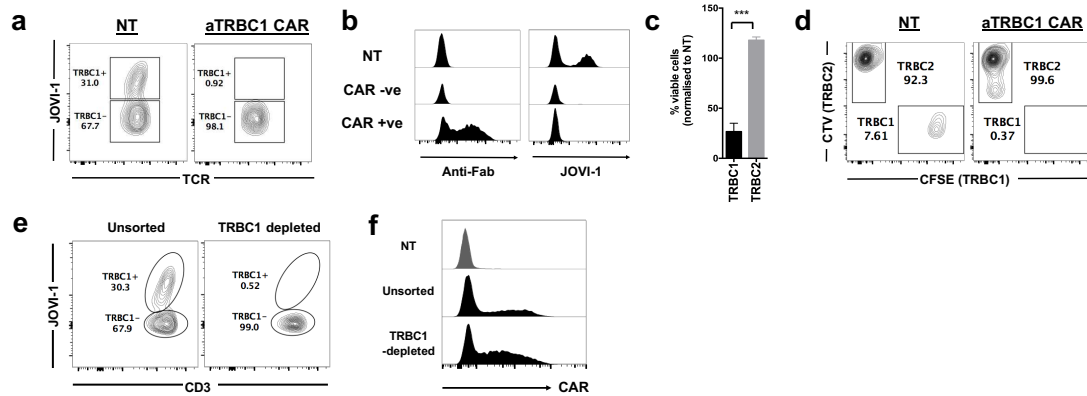 a
NT
aTRBC1 CAR
JOVI-1
TRBC1+
31.0
TRBC1-
67.7
TRBC1+
0.92
TRBC1-
98.1
TCR
b
NT
CAR -ve
CAR +ve
Anti-Fab
JOVI-1
c
% viable cells
(normalised to NT)
150
100
50
0
***
TRBC1
TRBC2
d
NT
aTRBC1 CAR
CTV (TRBC2)
TRBC2
92.3
TRBC1
7.61
TRBC2
99.6
TRBC1
0.37
CFSE (TRBC1)
e
Unsorted
TRBC1 depleted
JOVI-1
TRBC1+
30.3
TRBC1-
67.9
TRBC1+
0.52
TRBC1-
99.0
CD3
f
NT
Unsorted
TRBC1
-depleted
CAR